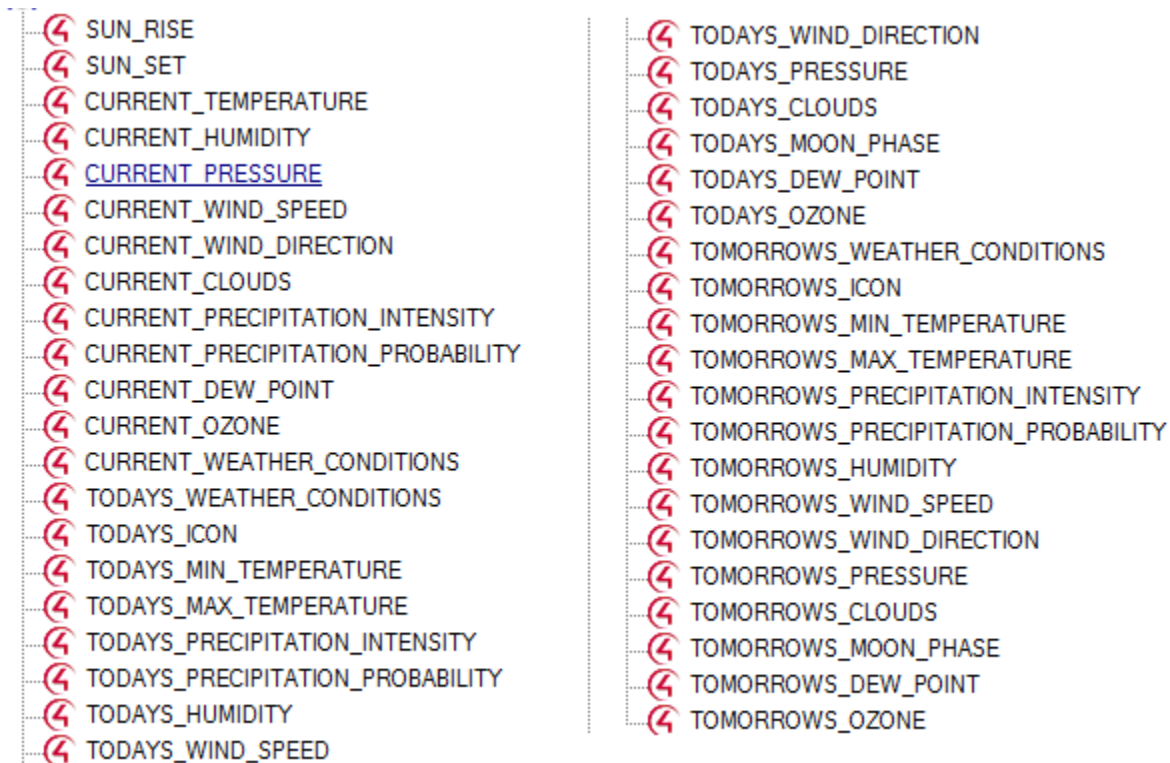 SUN_RISE
SUN_SET
CURRENT_TEMPERATURE
CURRENT_HUMIDITY
CURRENT_PRESSURE
CURRENT_WIND_SPEED
CURRENT_WIND_DIRECTION
CURRENT_CLOUDS
CURRENT_PRECIPITATION_INTENSITY
CURRENT_PRECIPITATION_PROBABILITY
CURRENT_DEW_POINT
CURRENT_OZONE
CURRENT_WEATHER_CONDITIONS
TODAYS_WEATHER_CONDITIONS
TODAYS_ICON
TODAYS_MIN_TEMPERATURE
TODAYS_MAX_TEMPERATURE
TODAYS_PRECIPITATION_INTENSITY
TODAYS_PRECIPITATION_PROBABILITY
TODAYS_HUMIDITY
TODAYS_WIND_SPEED
TODAYS_WIND_DIRECTION
TODAYS_PRESSURE
TODAYS_CLOUDS
TODAYS_MOON_PHASE
TODAYS_DEW_POINT
TODAYS_OZONE
TOMORROWS_WEATHER_CONDITIONS
TOMORROWS_ICON
TOMORROWS_MIN_TEMPERATURE
TOMORROWS_MAX_TEMPERATURE
TOMORROWS_PRECIPITATION_INTENSITY
TOMORROWS_PRECIPITATION_PROBABILITY
TOMORROWS_HUMIDITY
TOMORROWS_WIND_SPEED
TOMORROWS_WIND_DIRECTION
TOMORROWS_PRESSURE
TOMORROWS_CLOUDS
TOMORROWS_MOON_PHASE
TOMORROWS_DEW_POINT
TOMORROWS_OZONE